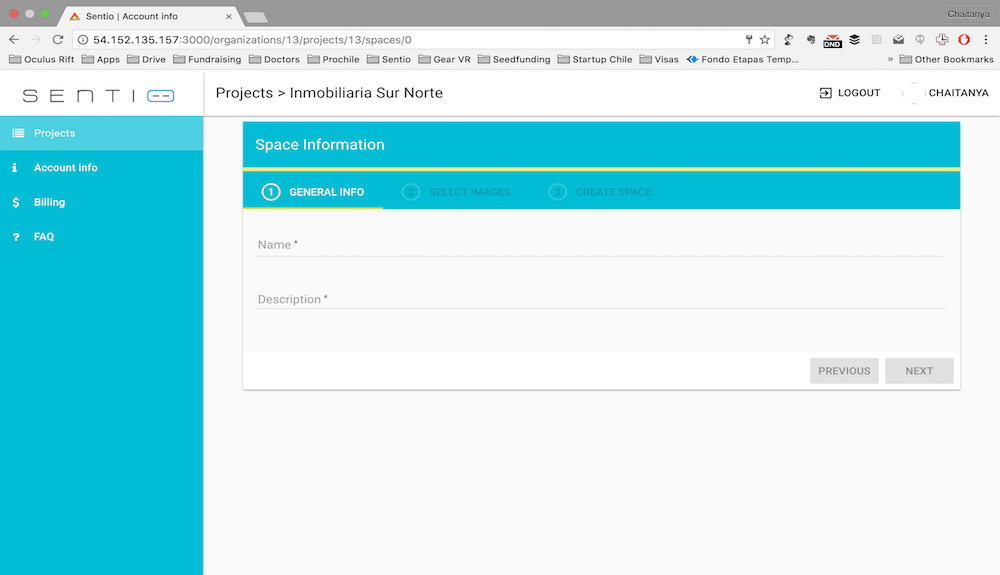 Sentio | Account info
Chaitanya
54.152.135.157:3000/organizations/13/projects/13/spaces/0
DND
Oculus Rift Apps Drive Fundraising Doctors Prochile Sentio Gear VR Seedfunding Startup Chile Visas Fondo Etapas Temp... » Other Bookmarks
SENTIO
Projects > Inmobiliaria Sur Norte
LOGOUT
CHAITANYA
Projects
Account info
Billing
FAQ
Space Information
1 GENERAL INFO 2 SELECT IMAGES 3 CREATE SPACE
Name *
Description *
PREVIOUS NEXT